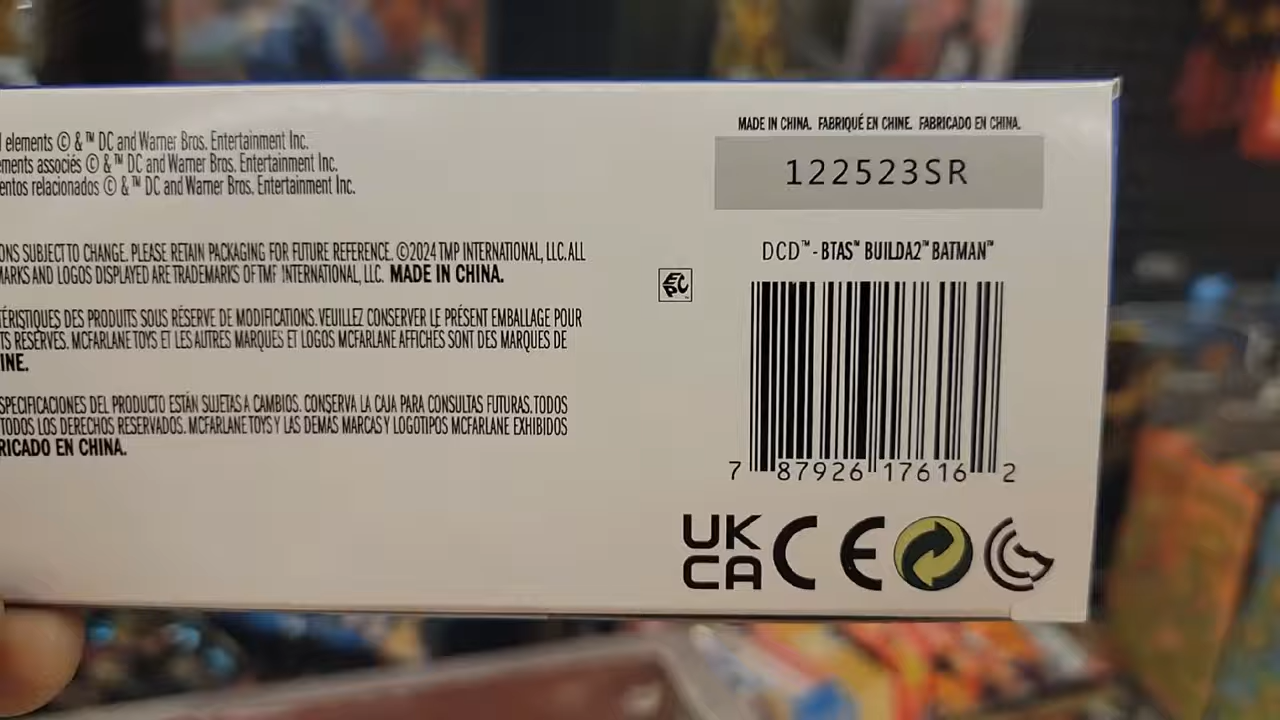 elements © & ™ DC and Warner Bros. Entertainment Inc.
ments associés © & ™ DC and Warner Bros. Entertainment Inc.
entos relacionados © & ™ DC and Warner Bros. Entertainment Inc.
ONS SUBJECT TO CHANGE. PLEASE RETAIN PACKAGING FOR FUTURE REFERENCE. ©2024 TMP INTERNATIONAL, LLC. ALL
MARKS AND LOGOS DISPLAYED ARE TRADEMARKS OF TMP INTERNATIONAL, LLC. MADE IN CHINA.
TÉRISTIQUES DES PRODUITS SOUS RÉSERVE DE MODIFICATIONS. VEUILLEZ CONSERVER LE PRÉSENT EMBALLAGE POUR
TS RÉSERVÉS. MCFARLANE TOYS ET LES AUTRES MARQUES ET LOGOS MCFARLANE AFFICHÉS SONT DES MARQUES DE
INE.
SPECIFICACIONES DEL PRODUCTO ESTÁN SUJETAS A CAMBIOS. CONSERVA LA CAJA PARA CONSULTAS FUTURAS. TODOS
TODOS LOS DERECHOS RESERVADOS. MCFARLANE TOYS Y LAS DEMÁS MARCAS Y LOGOTIPOS MCFARLANE EXHIBIDOS
RICADO EN CHINA.
MADE IN CHINA. FABRIQUÉ EN CHINE. FABRICADO EN CHINA.
122523SR
DCD™ - BTAS™ BUILDA2™ BATMAN™
7 87926 17616 2
UK
CA CE